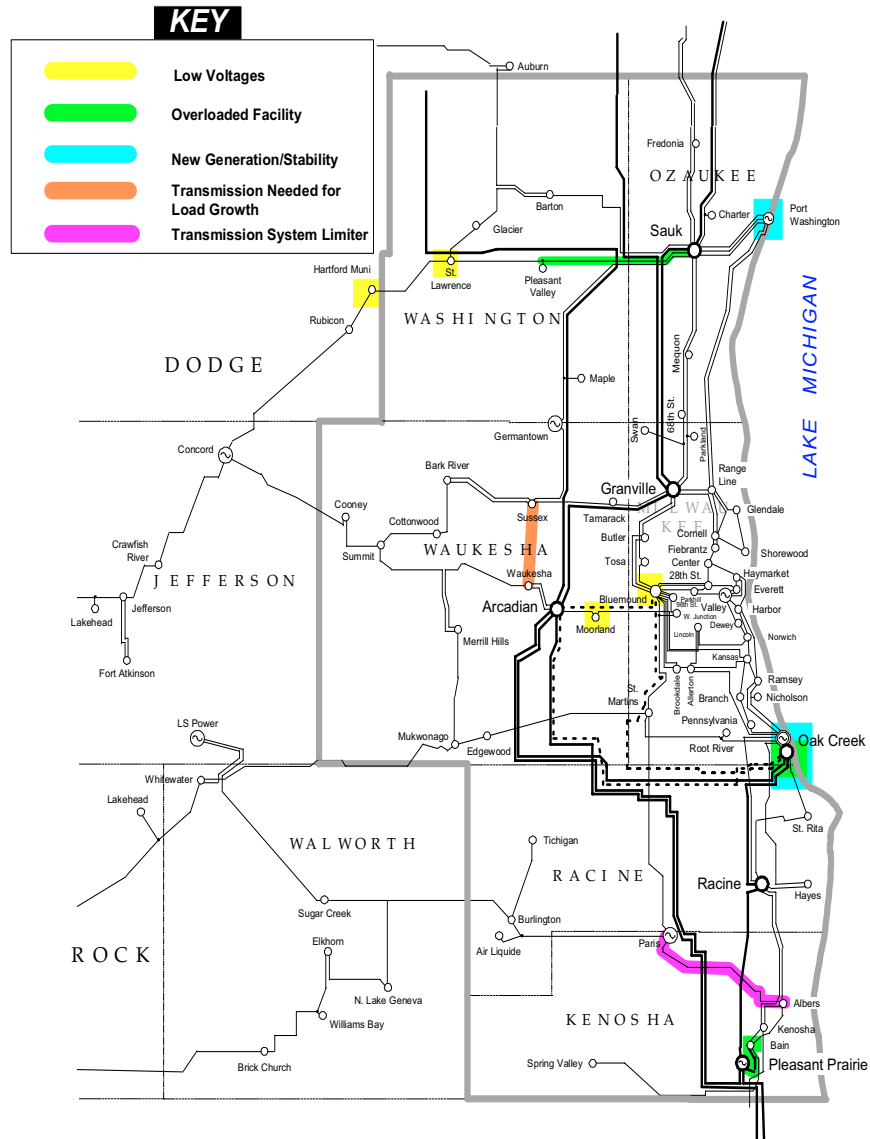 KEY
Low Voltages
Overloaded Facility
New Generation/Stability
Transmission Needed for
Load Growth
Transmission System Limiter
Auburn
Fredonia
OZAUKEE
Barton
Charter
Port
Washington
Glacier
Sauk
Hartford Muni
St.
Lawrence
Pleasant
Valley
Rubicon
WASHINGTON
LAKE MICHIGAN
DODGE
Mequon
Maple
68th St.
Swan
Parkland
Germantown
Concord
Bark River
Range
Line
Granville
Cooney
Sussex
Tamarack
MILWAU
KEE
Glendale
Cottonwood
Butler
Cornell
Crawfish
River
Summit
WAUKESHA
Fiebrantz
Shorewood
Tosa
Center
JEFFERSON
Waukesha
28th St.
Haymarket
Bluemound
Everett
Lakehead
Jefferson
Arcadian
Parkhill
96th St.
Valley
Harbor
Moorland
W. Junction
Dewey
Lincoln
Norwich
Merrill Hills
Kansas
Fort Atkinson
Brookdale
Allerton
Ramsey
St.
Martins
Branch
Nicholson
LS Power
Pennsylvania
Mukwonago
Edgewood
Root River
Oak Creek
Whitewater
Lakehead
St. Rita
WALWORTH
Tichigan
RACINE
Racine
Hayes
Sugar Creek
Burlington
Elkhorn
Air Liquide
Paris
ROCK
N. Lake Geneva
Albers
Williams Bay
KENOSHA
Kenosha
Bain
Brick Church
Spring Valley
Pleasant Prairie